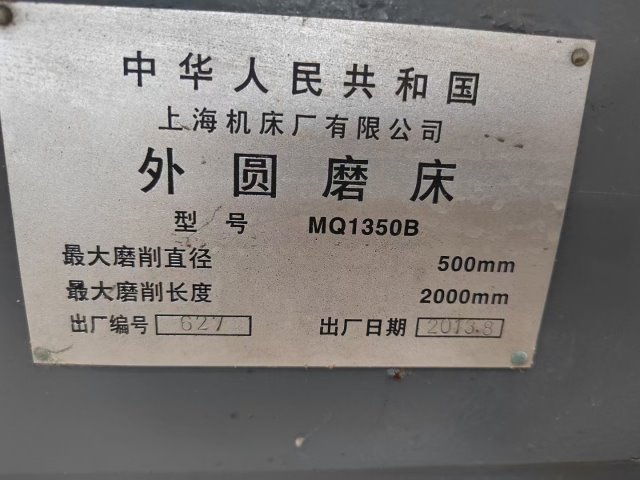 中华人民共和国
上海机床厂有限公司
外圆磨床
型号 MQ1350B
最大磨削直径 500mm
最大磨削长度 2000mm
出厂编号 627 出厂日期 2013.8